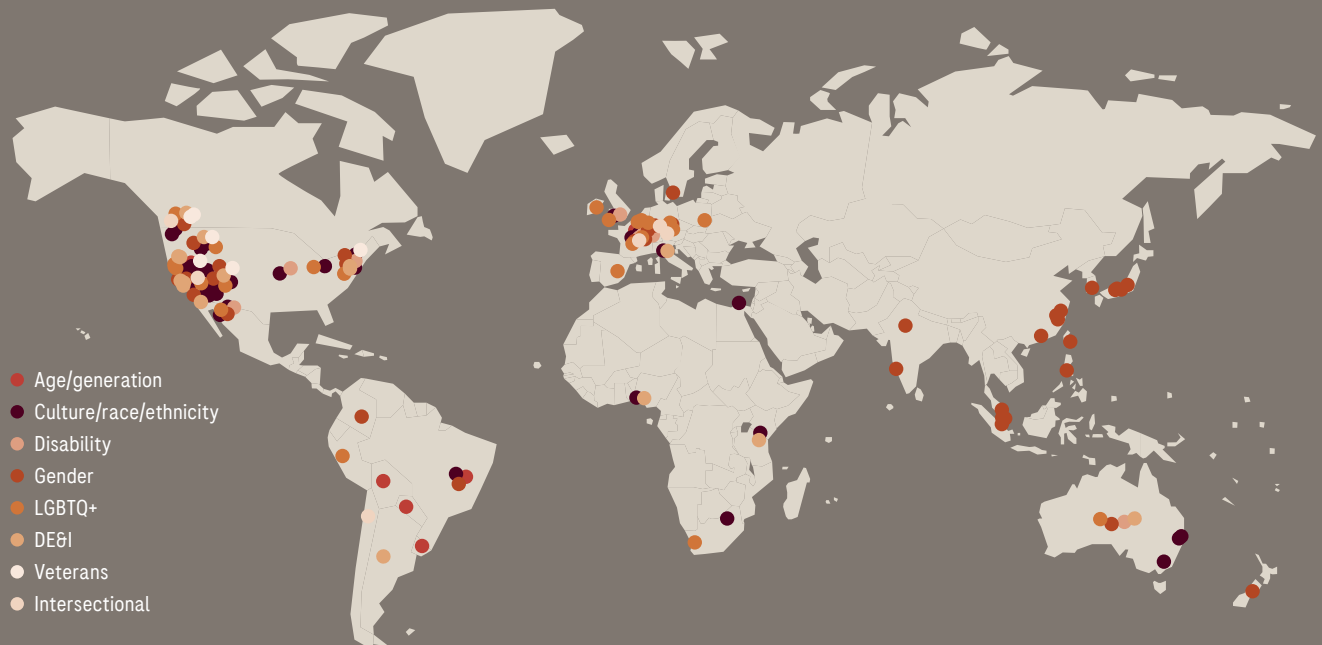 Age/generation
Culture/race/ethnicity
Disability
Gender
LGBTQ+
DE&I
Veterans
Intersectional